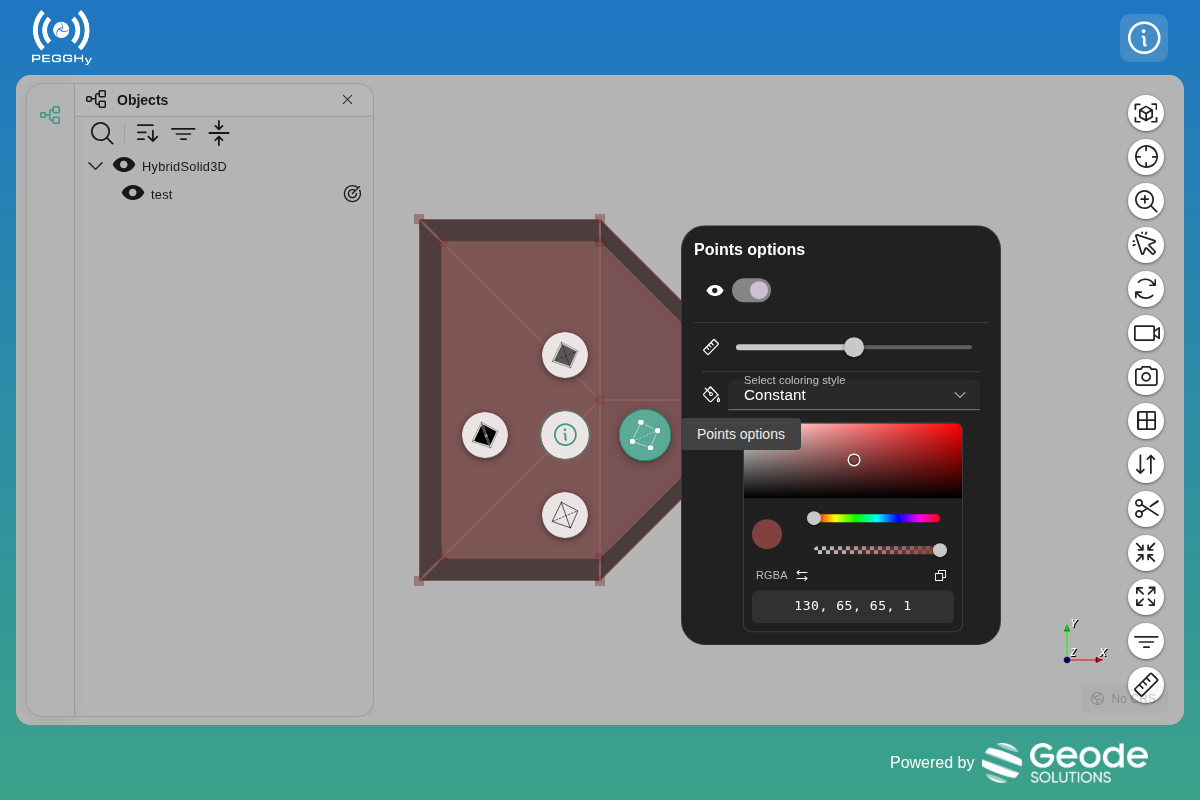 PEGGHy
Objects
HybridSolid3D
test
Points options
Select coloring style
Constant
Points options
RGBA
130, 65, 65, 1
Y
Z
X
No CRS
Powered by
Geode
SOLUTIONS